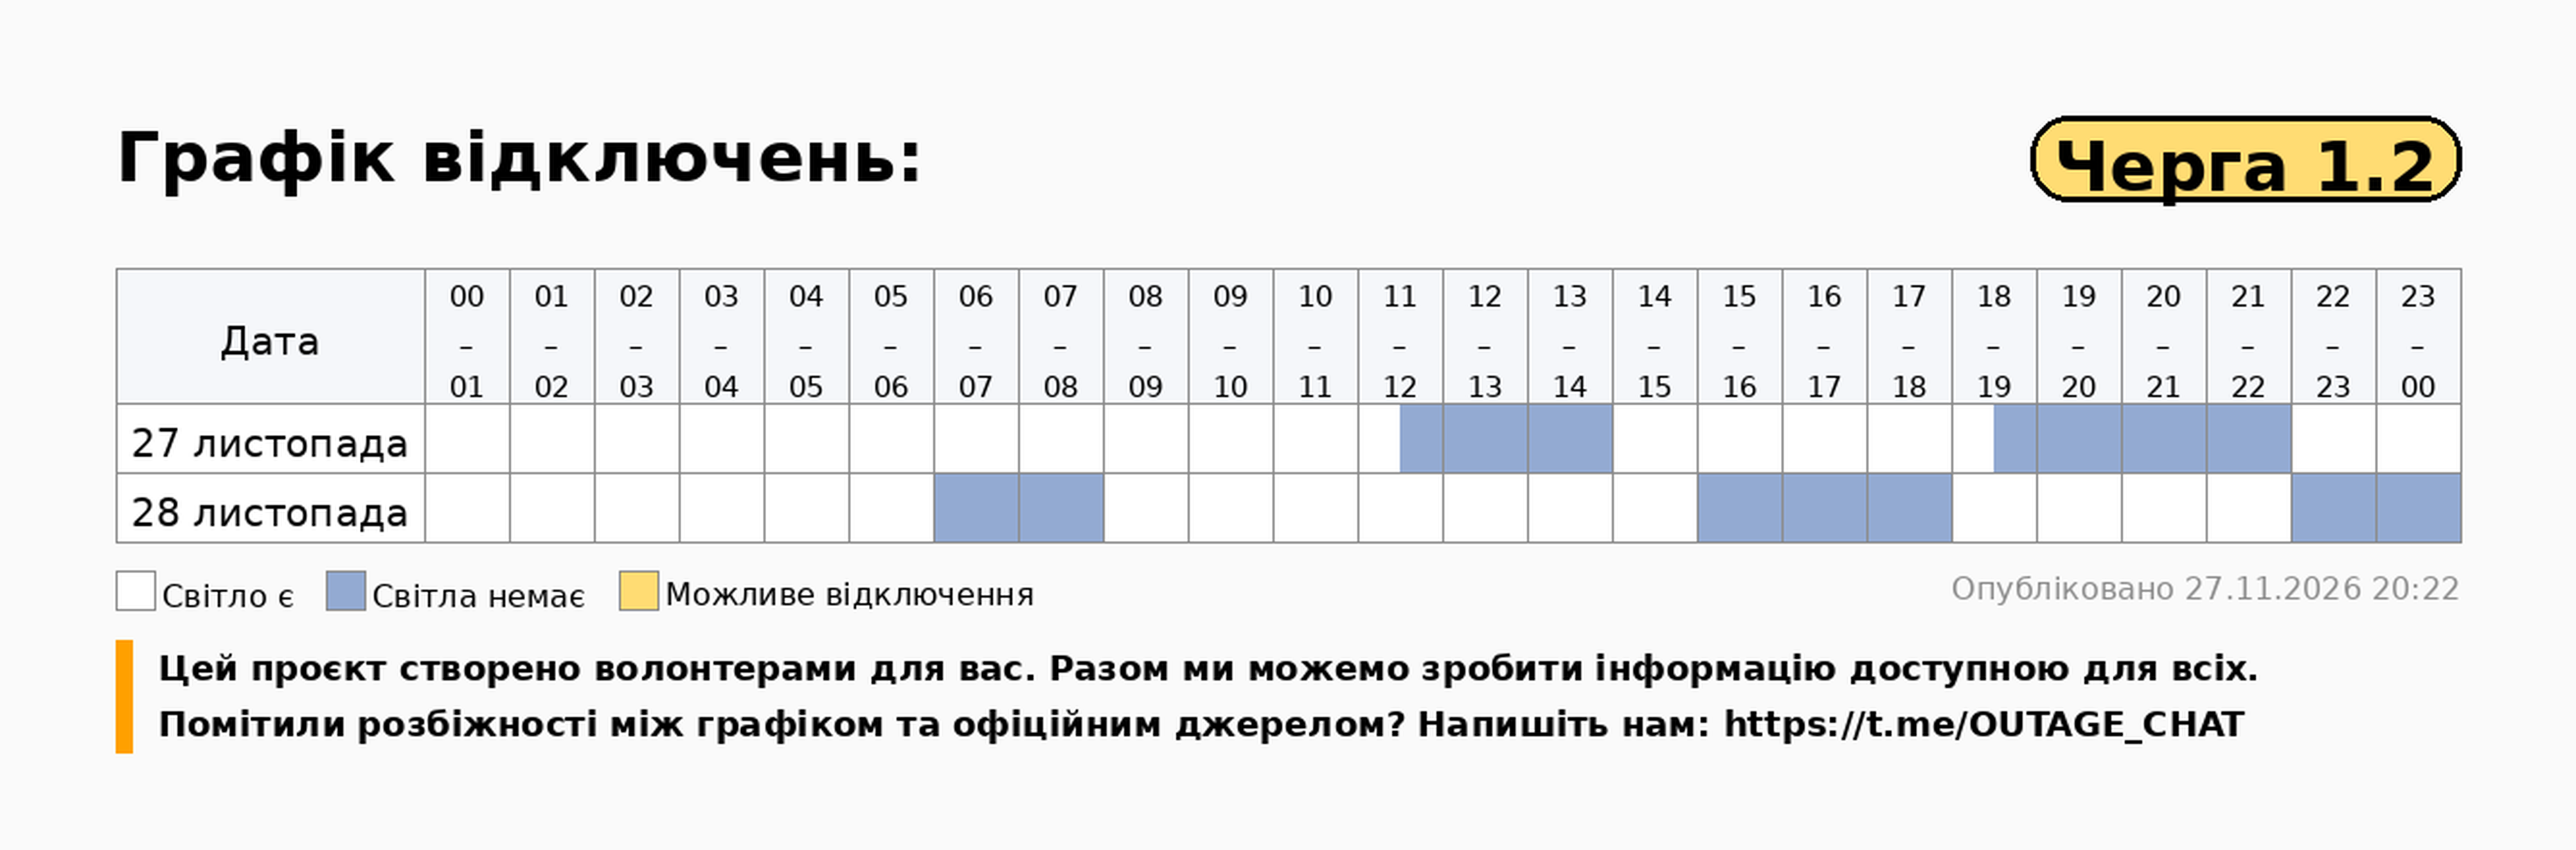 Графік відключень:
Черга 1.2
Дата 00 – 01 01 – 02 02 – 03 03 – 04 04 – 05 05 – 06 06 – 07 07 – 08 08 – 09 09 – 10 10 – 11 11 – 12 12 – 13 13 – 14 14 – 15 15 – 16 16 – 17 17 – 18 18 – 19 19 – 20 20 – 21 21 – 22 22 – 23 23 – 00
27 листопада
28 листопада
Світло є Світла немає Можливе відключення
Опубліковано 27.11.2026 20:22
Цей проєкт створено волонтерами для вас. Разом ми можемо зробити інформацію доступною для всіх.
Помітили розбіжності між графіком та офіційним джерелом? Напишіть нам: https://t.me/OUTAGE_CHAT